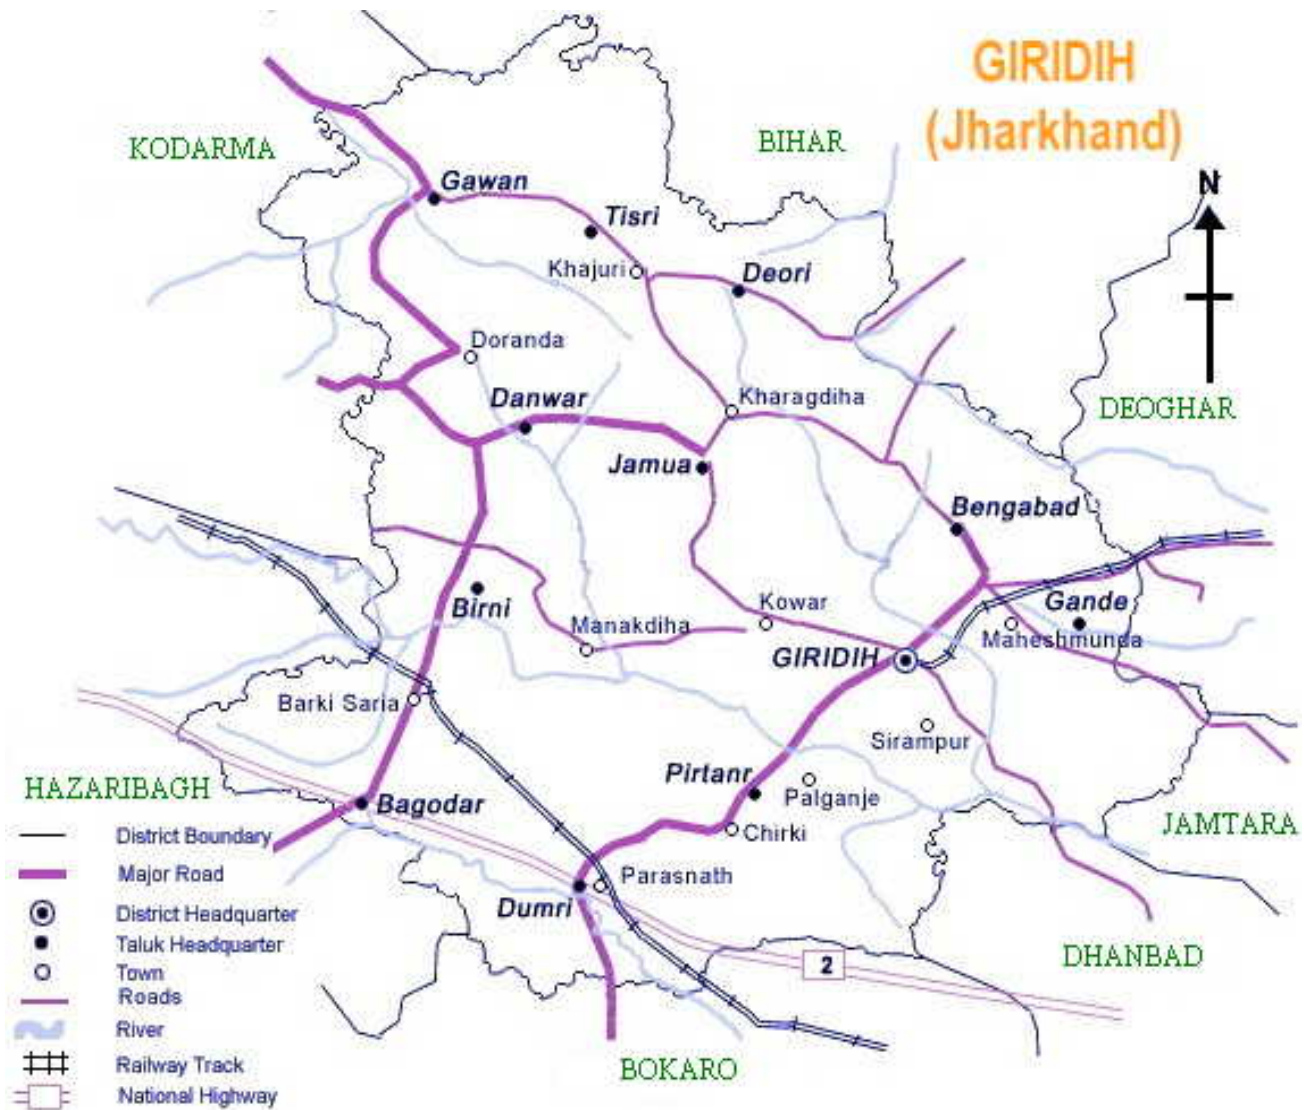 GIRIDIH
(Jharkhand)
KODARMA
BIHAR
N
Gawan
Tisri
Khajuri
Deori
Doranda
Danwar
Kharagdiha
DEOGHAR
Jamua
Bengabad
Birni
Manakdiha
Kowar
Gande
Maheshmunda
GIRIDIH
Barki Saria
Sirampur
HAZARIBAGH
Bagodar
Pirtanr
Palganje
Chirki
JAMTARA
Parasnath
Dumri
DHANBAD
2
BOKARO
District Boundary
Major Road
District Headquarter
Taluk Headquarter
Town
Roads
River
Railway Track
National Highway